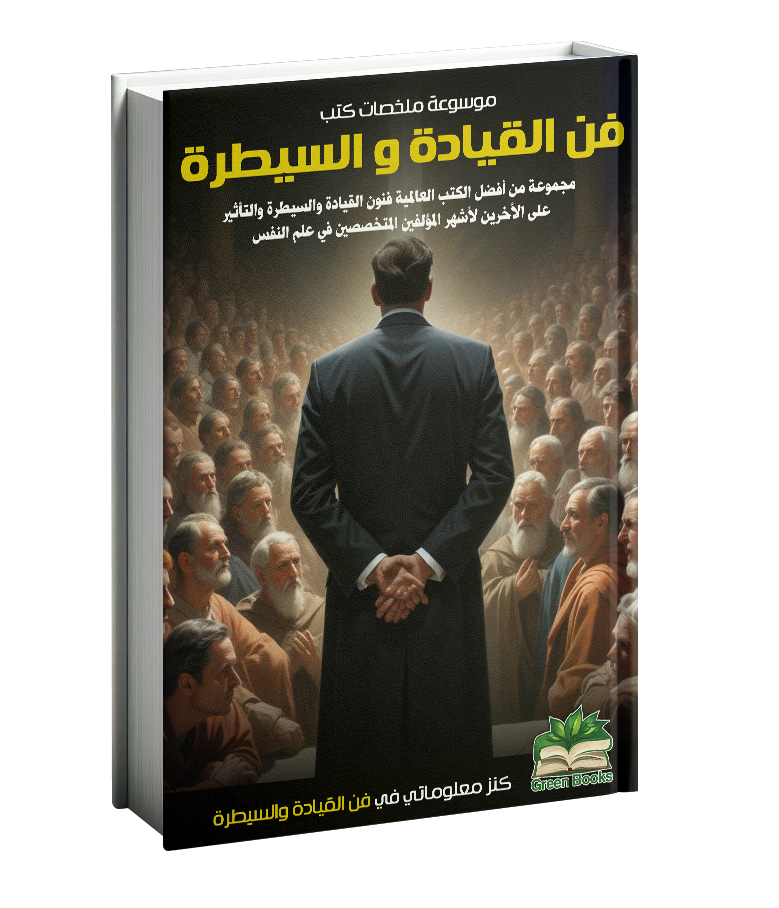 موسوعة ملخصات كتب
فن القيادة و السيطرة
مجموعة من أفضل الكتب العالمية فنون القيادة والسيطرة والتأثير
على الأخرين لأشهر المؤلفين المتخصصين في علم النفس
Green Books
كنز معلوماتي في فن القيادة والسيطرة